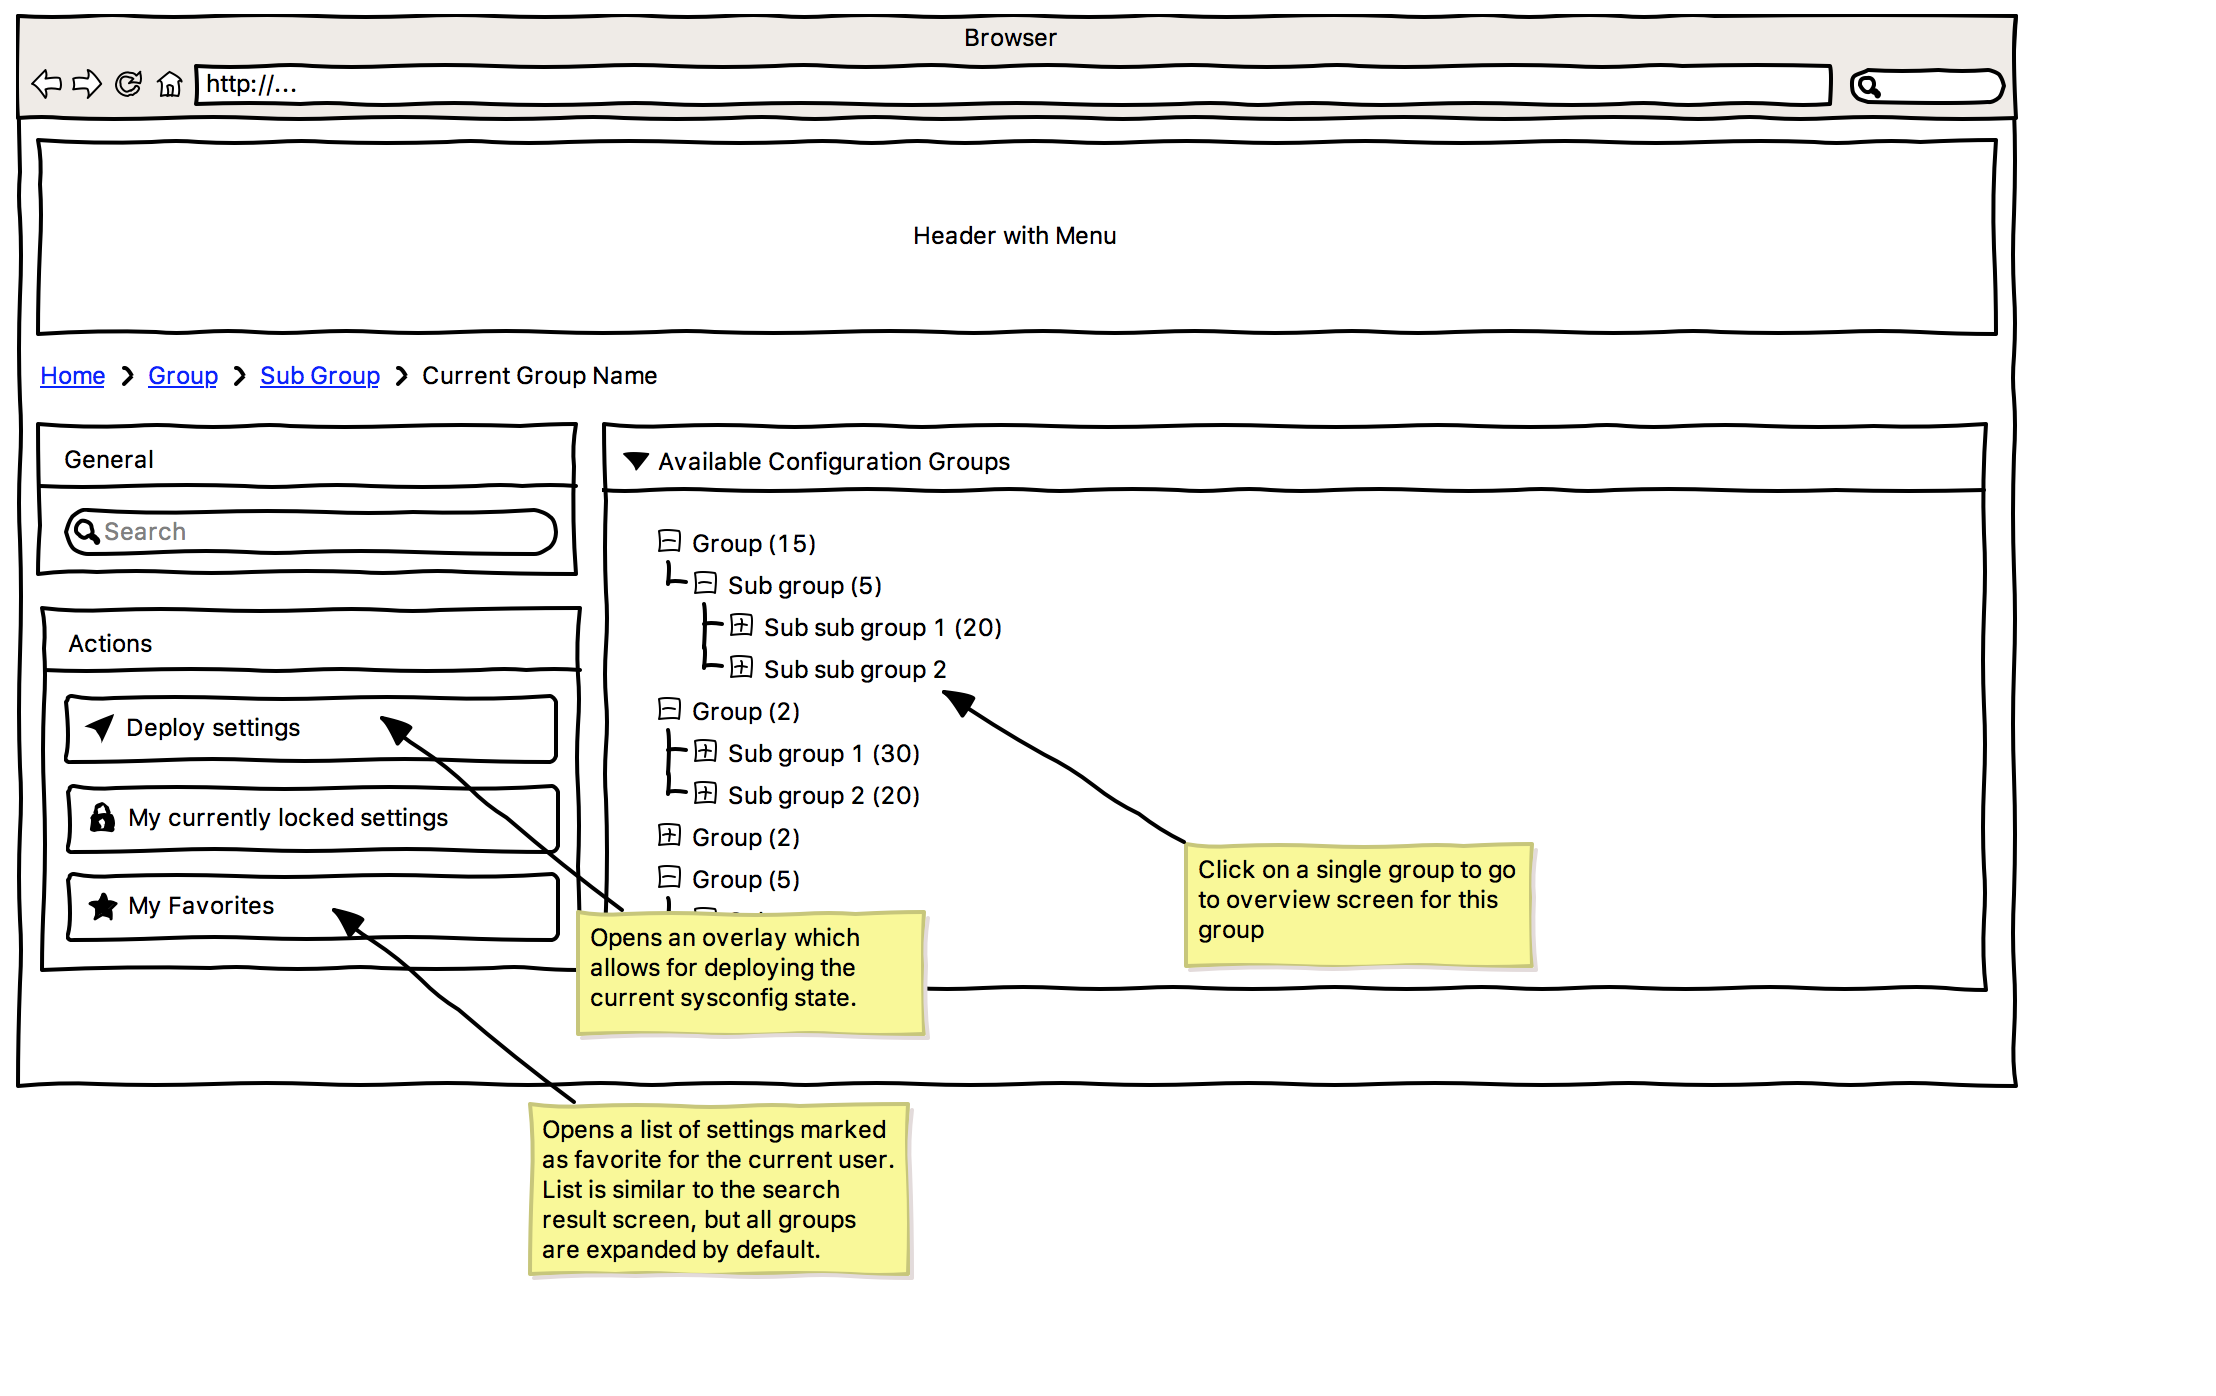 Browser
http://...
Header with Menu
Home > Group > Sub Group > Current Group Name
General
Search
Actions
Deploy settings
My currently locked settings
My Favorites
Available Configuration Groups
Group (15)
Sub group (5)
Sub sub group 1 (20)
Sub sub group 2
Group (2)
Sub group 1 (30)
Sub group 2 (20)
Group (2)
Group (5)
Click on a single group to go
to overview screen for this
group
Opens an overlay which
allows for deploying the
current sysconfig state.
Opens a list of settings marked
as favorite for the current user.
List is similar to the search
result screen, but all groups
are expanded by default.